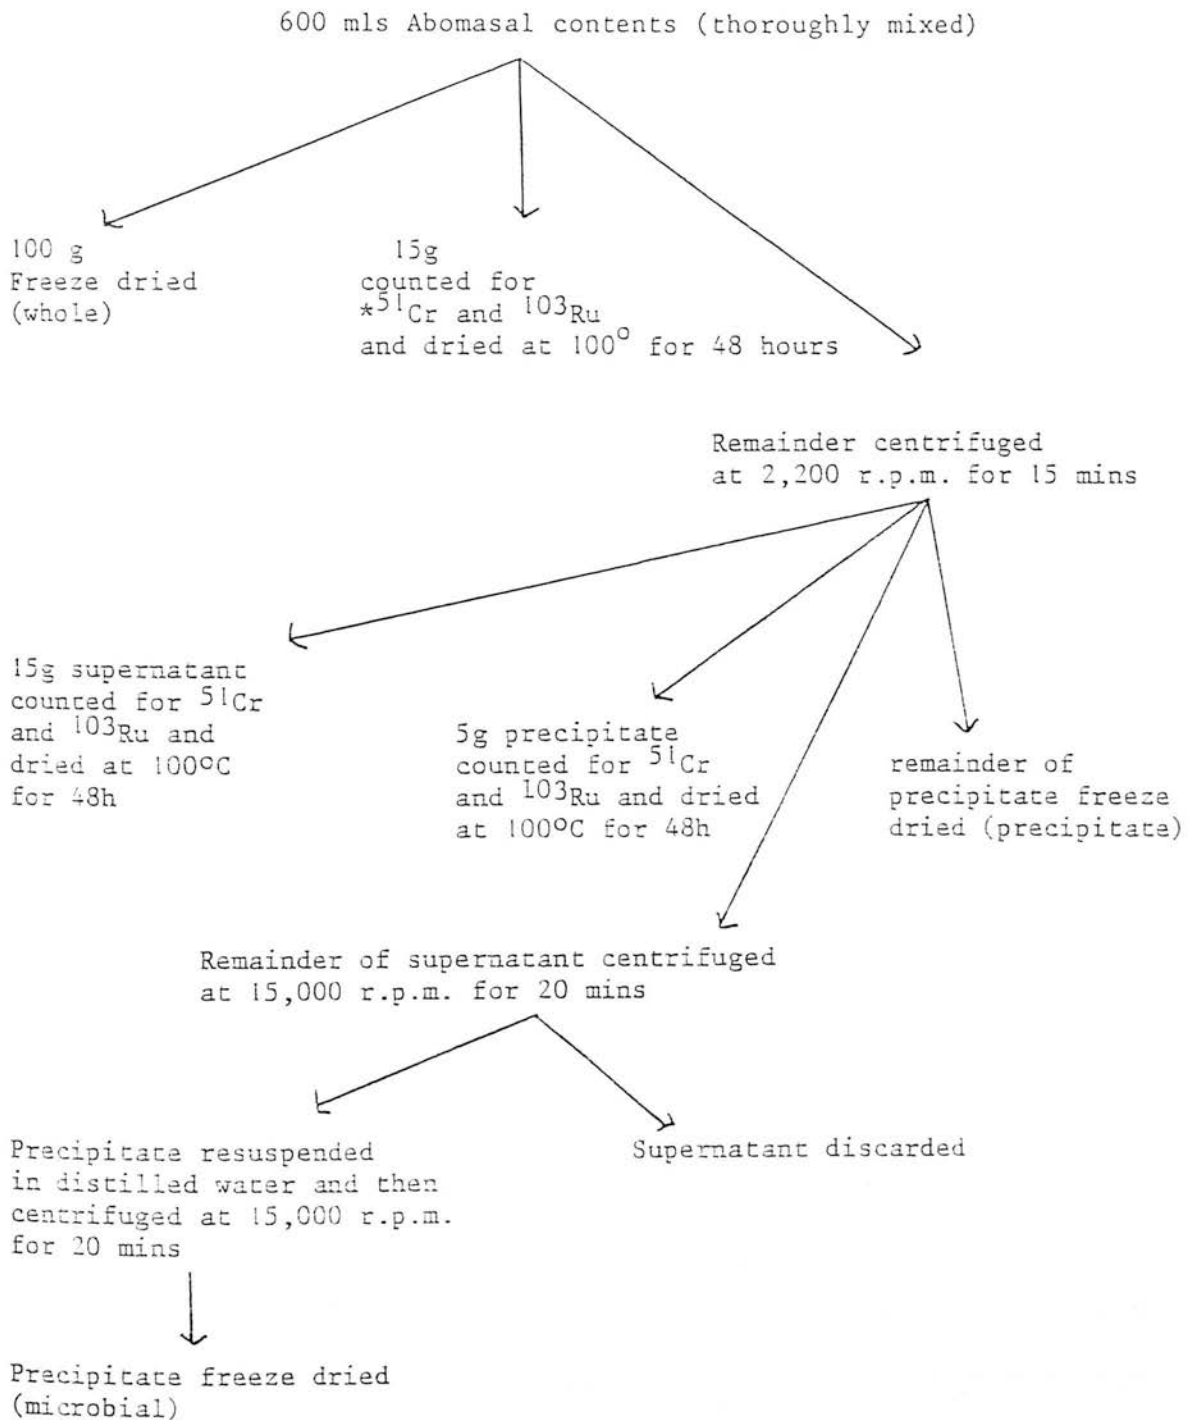 600 mls Abomasal contents (thoroughly mixed)
100 g
Freeze dried
(whole)
15g
counted for
*⁵¹Cr and ¹⁰³Ru
and dried at 100° for 48 hours
Remainder centrifuged
at 2,200 r.p.m. for 15 mins
15g supernatant
counted for ⁵¹Cr
and ¹⁰³Ru and
dried at 100ºC
for 48h
5g precipitate
counted for ⁵¹Cr
and ¹⁰³Ru and dried
at 100ºC for 48h
remainder of
precipitate freeze
dried (precipitate)
Remainder of supernatant centrifuged
at 15,000 r.p.m. for 20 mins
Precipitate resuspended
in distilled water and then
centrifuged at 15,000 r.p.m.
for 20 mins
Supernatant discarded
Precipitate freeze dried
(microbial)